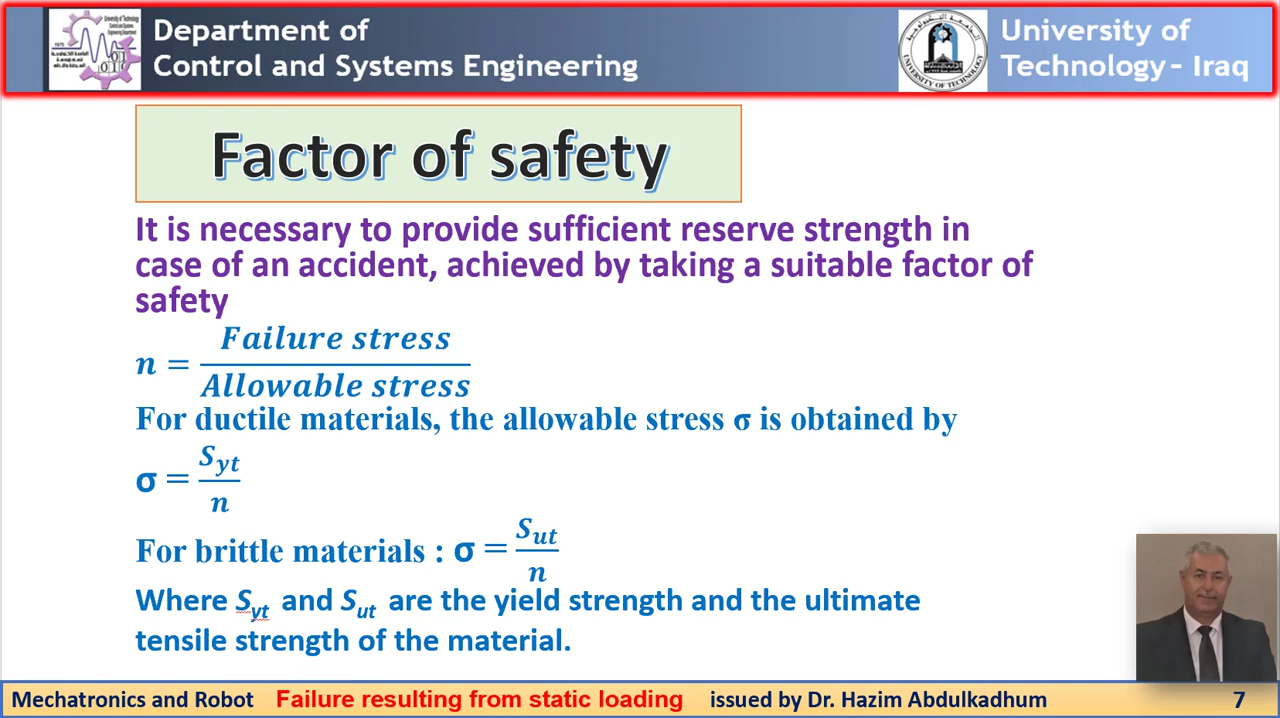 Department of
Control and Systems Engineering
University of
Technology - Iraq
Factor of safety
It is necessary to provide sufficient reserve strength in
case of an accident, achieved by taking a suitable factor of
safety
n = Failure stress / Allowable stress
For ductile materials, the allowable stress σ is obtained by
σ = S_yt / n
For brittle materials : σ = S_ut / n
Where S_yt and S_ut are the yield strength and the ultimate
tensile strength of the material.
Mechatronics and Robot Failure resulting from static loading issued by Dr. Hazim Abdulkadhum 7